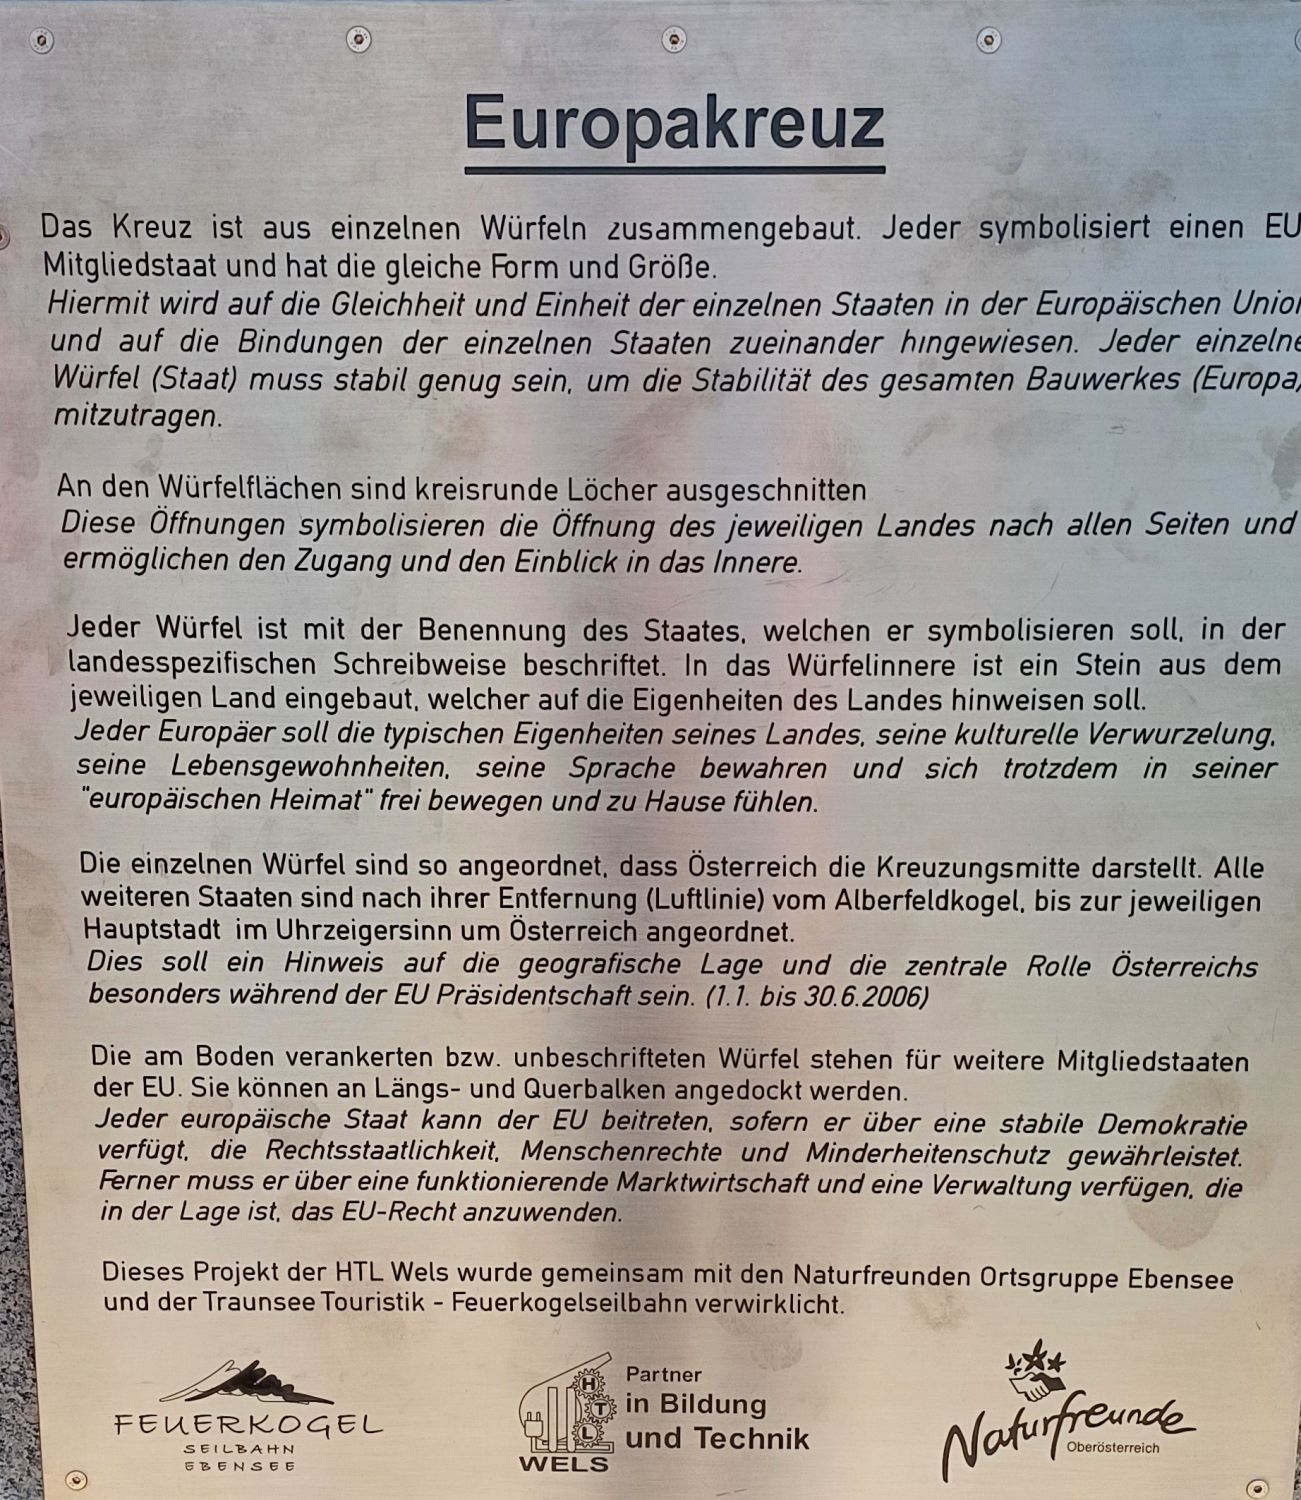 Europakreuz
Das Kreuz ist aus einzelnen Würfeln zusammengebaut. Jeder symbolisiert einen EU
Mitgliedstaat und hat die gleiche Form und Größe.
Hiermit wird auf die Gleichheit und Einheit der einzelnen Staaten in der Europäischen Union
und auf die Bindungen der einzelnen Staaten zueinander hingewiesen. Jeder einzelne
Würfel (Staat) muss stabil genug sein, um die Stabilität des gesamten Bauwerkes (Europa)
mitzutragen.
An den Würfelflächen sind kreisrunde Löcher ausgeschnitten
Diese Öffnungen symbolisieren die Öffnung des jeweiligen Landes nach allen Seiten und
ermöglichen den Zugang und den Einblick in das Innere.
Jeder Würfel ist mit der Benennung des Staates, welchen er symbolisieren soll, in der
landesspezifischen Schreibweise beschriftet. In das Würfelinnere ist ein Stein aus dem
jeweiligen Land eingebaut, welcher auf die Eigenheiten des Landes hinweisen soll.
Jeder Europäer soll die typischen Eigenheiten seines Landes, seine kulturelle Verwurzelung,
seine Lebensgewohnheiten, seine Sprache bewahren und sich trotzdem in seiner
"europäischen Heimat" frei bewegen und zu Hause fühlen.
Die einzelnen Würfel sind so angeordnet, dass Österreich die Kreuzungsmitte darstellt. Alle
weiteren Staaten sind nach ihrer Entfernung (Luftlinie) vom Alberfeldkogel, bis zur jeweiligen
Hauptstadt im Uhrzeigersinn um Österreich angeordnet.
Dies soll ein Hinweis auf die geografische Lage und die zentrale Rolle Österreichs
besonders während der EU Präsidentschaft sein. (1.1. bis 30.6.2006)
Die am Boden verankerten bzw. unbeschrifteten Würfel stehen für weitere Mitgliedstaaten
der EU. Sie können an Längs- und Querbalken angedockt werden.
Jeder europäische Staat kann der EU beitreten, sofern er über eine stabile Demokratie
verfügt, die Rechtsstaatlichkeit, Menschenrechte und Minderheitenschutz gewährleistet.
Ferner muss er über eine funktionierende Marktwirtschaft und eine Verwaltung verfügen, die
in der Lage ist, das EU-Recht anzuwenden.
Dieses Projekt der HTL Wels wurde gemeinsam mit den Naturfreunden Ortsgruppe Ebensee
und der Traunsee Touristik - Feuerkogelseilbahn verwirklicht.
FEUERKOGEL
SEILBAHN
EBENSEE
HTL
WELS
Partner
in Bildung
und Technik
Naturfreunde
Oberösterreich